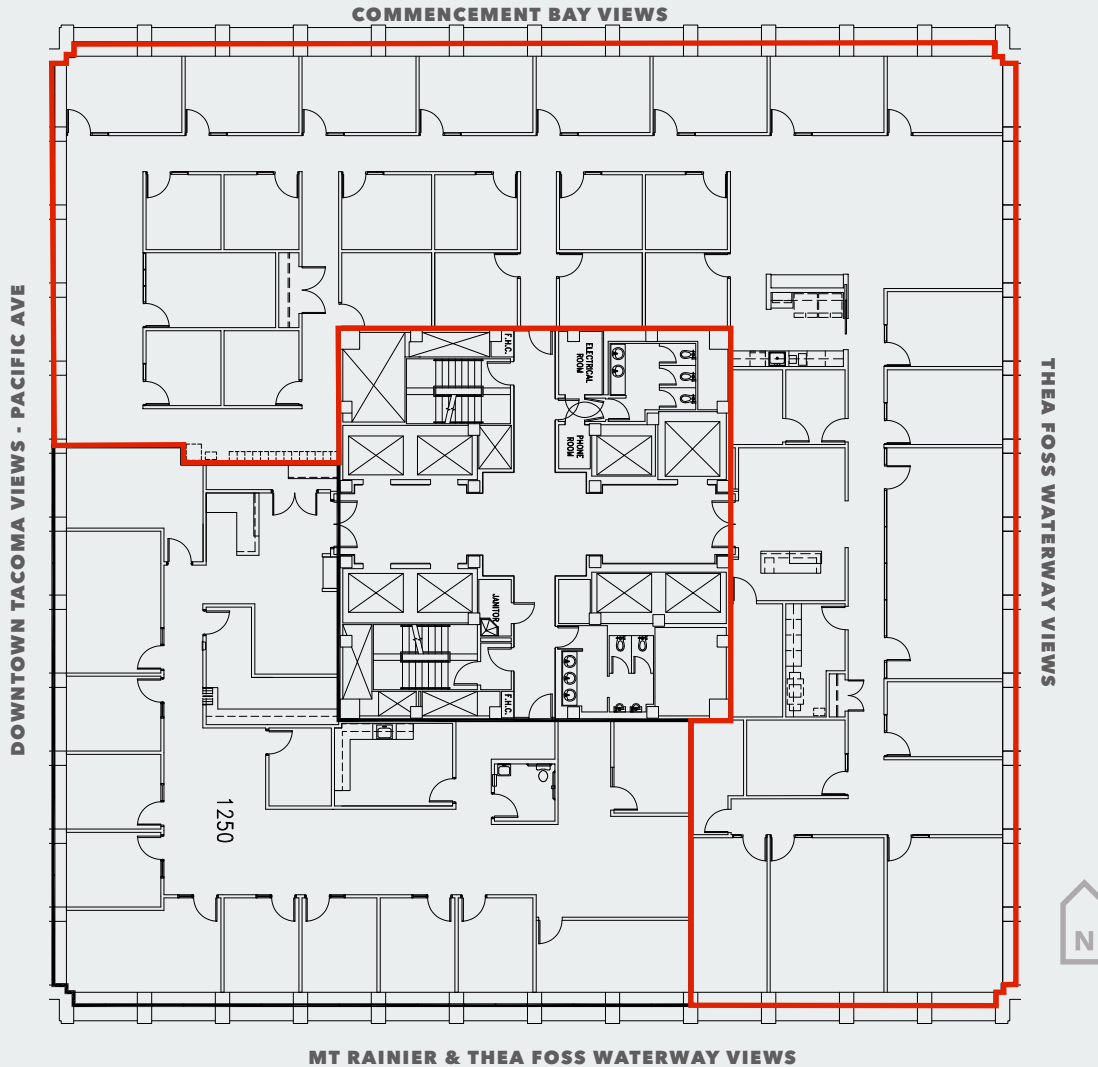 COMMENCEMENT BAY VIEWS
DOWNTOWN TACOMA VIEWS - PACIFIC AVE
THEA FOSS WATERWAY VIEWS
F.H.C.
ELECTRICAL
ROOM
PHONE
ROOM
JANITOR
F.H.C.
1250
N
MT RAINIER & THEA FOSS WATERWAY VIEWS